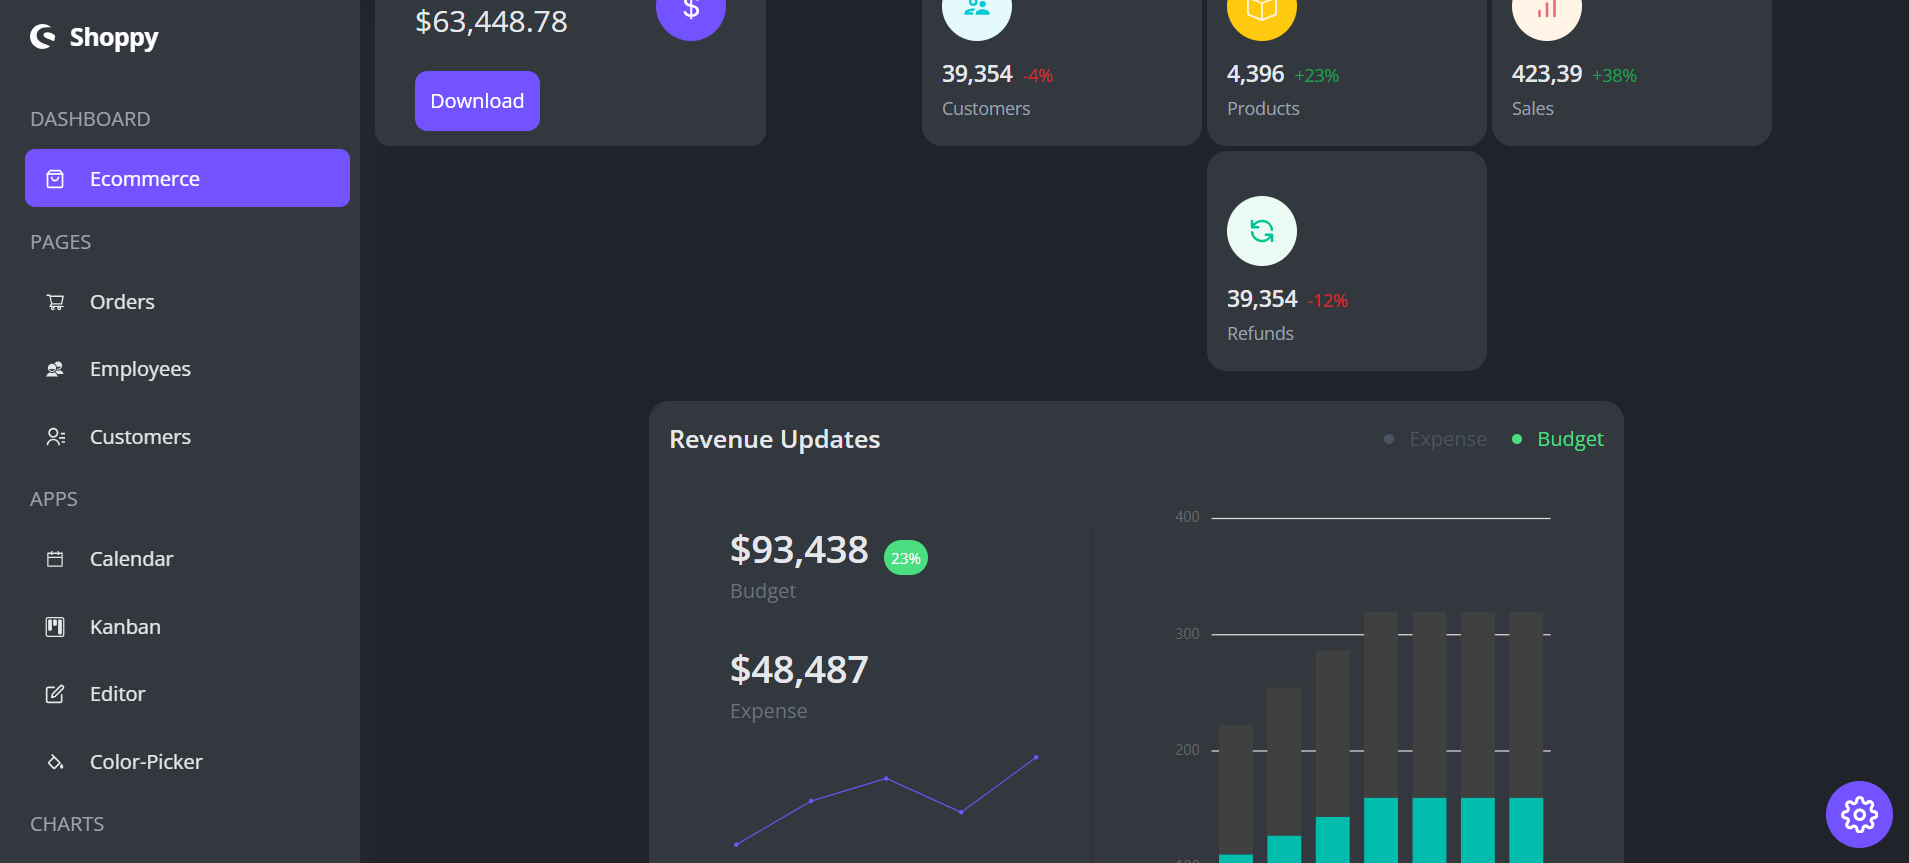 Shoppy
DASHBOARD
Ecommerce
PAGES
Orders
Employees
Customers
APPS
Calendar
Kanban
Editor
Color-Picker
CHARTS
$63,448.78
$
Download
39,354 -4%
Customers
4,396 +23%
Products
423,39 +38%
Sales
39,354 -12%
Refunds
Revenue Updates
Expense
Budget
$93,438 23%
Budget
$48,487
Expense
400
300
200